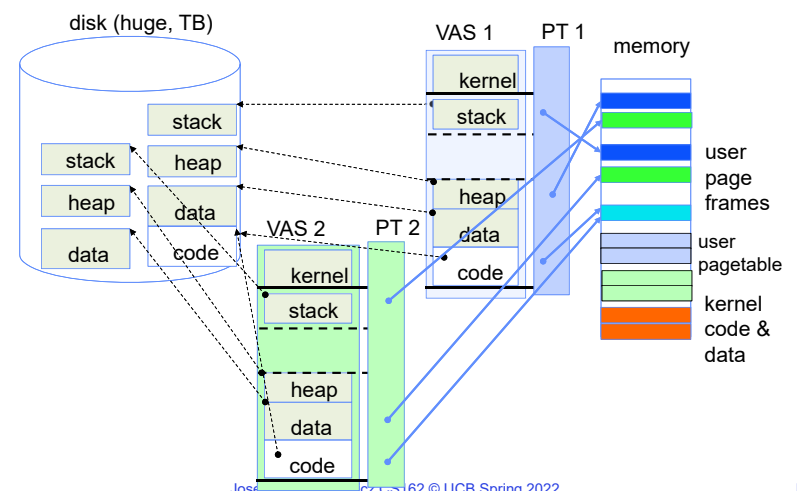 disk (huge, TB)
VAS 1
PT 1
memory
kernel
stack
heap
data
code
stack
heap
data
stack
heap
data
code
VAS 2
PT 2
kernel
stack
heap
data
code
user
page
frames
user
pagetable
kernel
code &
data
162 © UCB Spring 2022